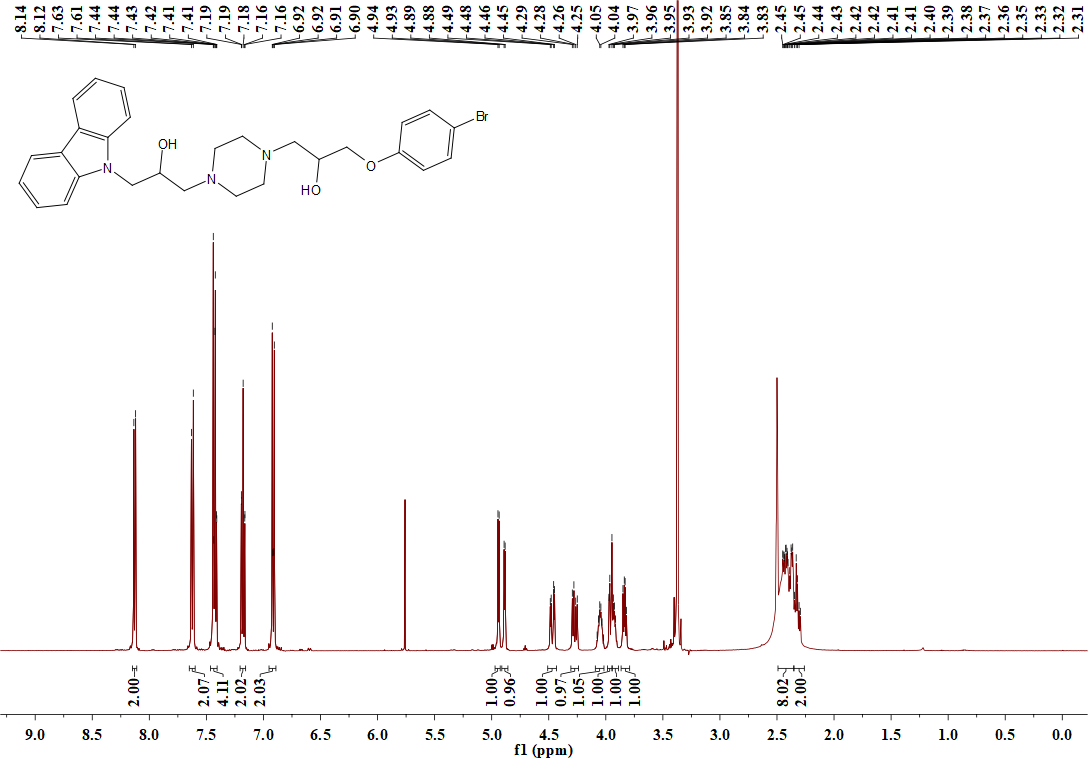 8.14 8.12 7.63 7.61 7.44 7.44 7.43 7.42 7.41 7.41 7.19 7.19 7.18 7.16 7.16 6.92 6.92 6.91 6.90 4.94 4.93 4.89 4.88 4.49 4.48 4.46 4.45 4.29 4.28 4.26 4.25 4.05 4.04 3.97 3.96 3.95 3.93 3.92 3.85 3.84 3.83 2.45 2.45 2.44 2.43 2.42 2.42 2.41 2.41 2.40 2.39 2.38 2.37 2.36 2.35 2.33 2.32 2.31
Br
OH
N
O
N
N
HO
2.00 2.07 4.11 2.02 2.03 1.00 0.96 1.00 0.97 1.05 1.00 1.00 1.00 8.02 2.00
9.0 8.5 8.0 7.5 7.0 6.5 6.0 5.5 5.0 4.5 4.0 3.5 3.0 2.5 2.0 1.5 1.0 0.5 0.0
f1 (ppm)